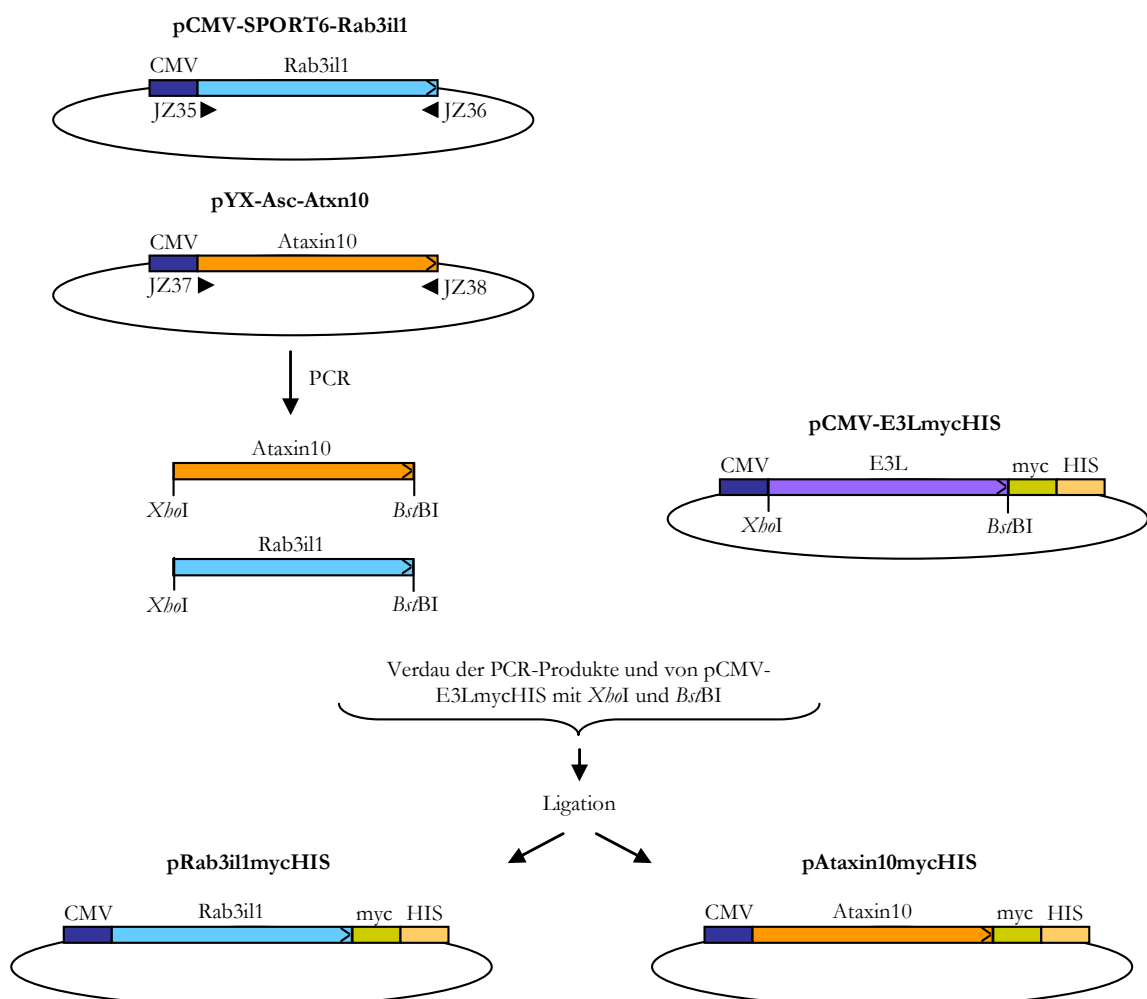 pCMV-SPORT6-Rab3il1
CMV Rab3il1
JZ35 JZ36
pYX-Asc-Atxn10
CMV Ataxin10
JZ37 JZ38
PCR
Ataxin10
XhoI BstBI
Rab3il1
XhoI BstBI
pCMV-E3LmycHIS
CMV E3L myc HIS
XhoI BstBI
Verdau der PCR-Produkte und von pCMV-
E3LmycHIS mit XhoI und BstBI
Ligation
pRab3il1mycHIS
CMV Rab3il1 myc HIS
pAtaxin10mycHIS
CMV Ataxin10 myc HIS